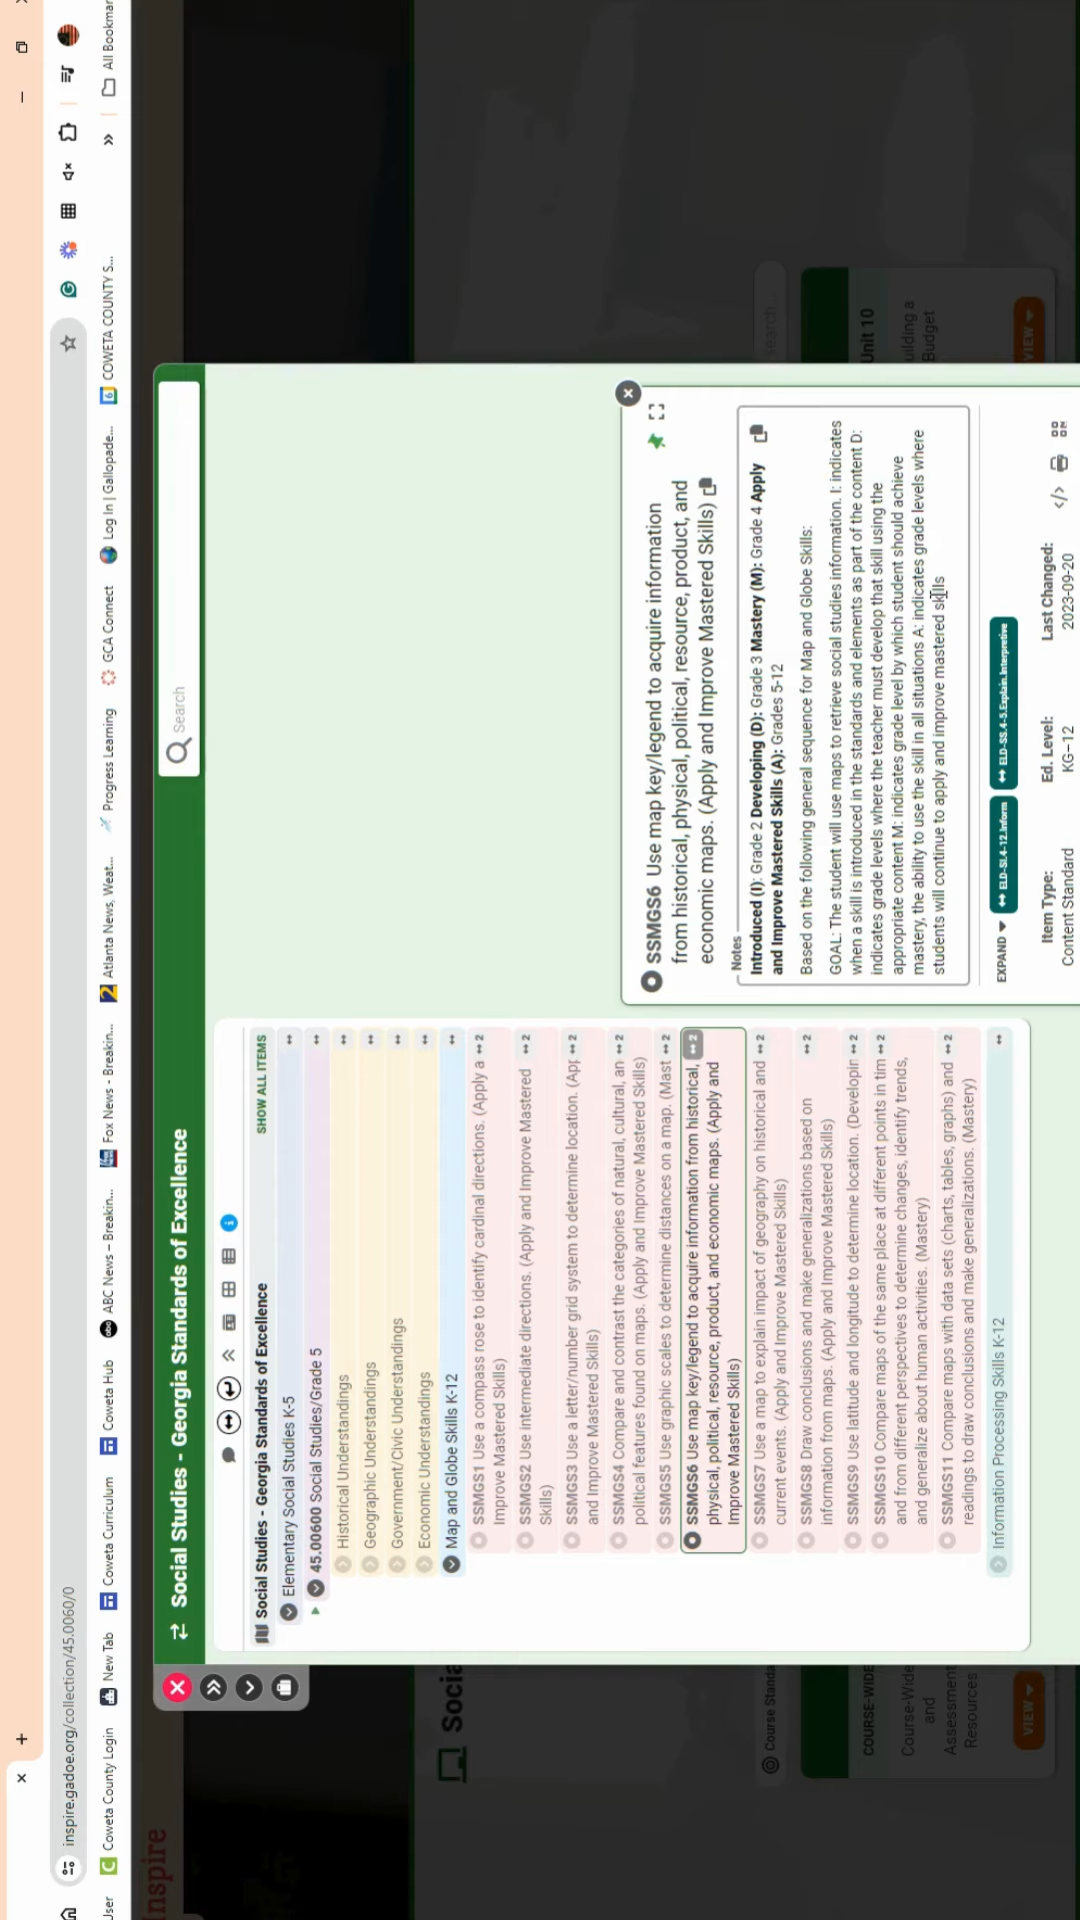 inspire.gadoe.org/collection/45.0060/0
User
Coweta County Login
New Tab
Coweta Curriculum
Coweta Hub
ABC News – Breakin...
Fox News - Breakin...
Atlanta News, Weat...
Progress Learning
GCA Connect
Log In | Gallopade...
COWETA COUNTY S...
All Bookmar
Inspire
Social Studies - Georgia Standards of Excellence
Search
Social Studies - Georgia Standards of Excellence
SHOW ALL ITEMS
Elementary Social Studies K-5
45.00600 Social Studies/Grade 5
Historical Understandings
Geographic Understandings
Government/Civic Understandings
Economic Understandings
Map and Globe Skills K-12
SSMGS1 Use a compass rose to identify cardinal directions. (Apply a 2
Improve Mastered Skills)
SSMGS2 Use intermediate directions. (Apply and Improve Mastered 2
Skills)
SSMGS3 Use a letter/number grid system to determine location. (App 2
and Improve Mastered Skills)
SSMGS4 Compare and contrast the categories of natural, cultural, an 2
political features found on maps. (Apply and Improve Mastered Skills)
SSMGS5 Use graphic scales to determine distances on a map. (Mast 2
SSMGS6 Use map key/legend to acquire information from historical, 2
physical, political, resource, product, and economic maps. (Apply and
Improve Mastered Skills)
SSMGS7 Use a map to explain impact of geography on historical and 2
current events. (Apply and Improve Mastered Skills)
SSMGS8 Draw conclusions and make generalizations based on 2
information from maps. (Apply and Improve Mastered Skills)
SSMGS9 Use latitude and longitude to determine location. (Developin 2
SSMGS10 Compare maps of the same place at different points in tim 2
and from different perspectives to determine changes, identify trends,
and generalize about human activities. (Mastery)
SSMGS11 Compare maps with data sets (charts, tables, graphs) and 2
readings to draw conclusions and make generalizations. (Mastery)
Information Processing Skills K-12
SSMGS6 Use map key/legend to acquire information
from historical, physical, political, resource, product, and
economic maps. (Apply and Improve Mastered Skills)
Notes
Introduced (I): Grade 2 Developing (D): Grade 3 Mastery (M): Grade 4 Apply
and Improve Mastered Skills (A): Grades 5-12
Based on the following general sequence for Map and Globe Skills:
GOAL: The student will use maps to retrieve social studies information. I: indicates
when a skill is introduced in the standards and elements as part of the content D:
indicates grade levels where the teacher must develop that skill using the
appropriate content M: indicates grade level by which student should achieve
mastery, the ability to use the skill in all situations A: indicates grade levels where
students will continue to apply and improve mastered skills
EXPAND
ELD-SL4-12.Inform
ELD-SS.4-5.Explain.Interpretive
Item Type:
Content Standard
Ed. Level:
KG–12
Last Changed:
2023-09-20
Socia
Course Standa
COURSE-WIDE
Course-Wide
and
Assessment
Resources
VIEW
Search...
Unit 10
uilding a
Budget
VIEW